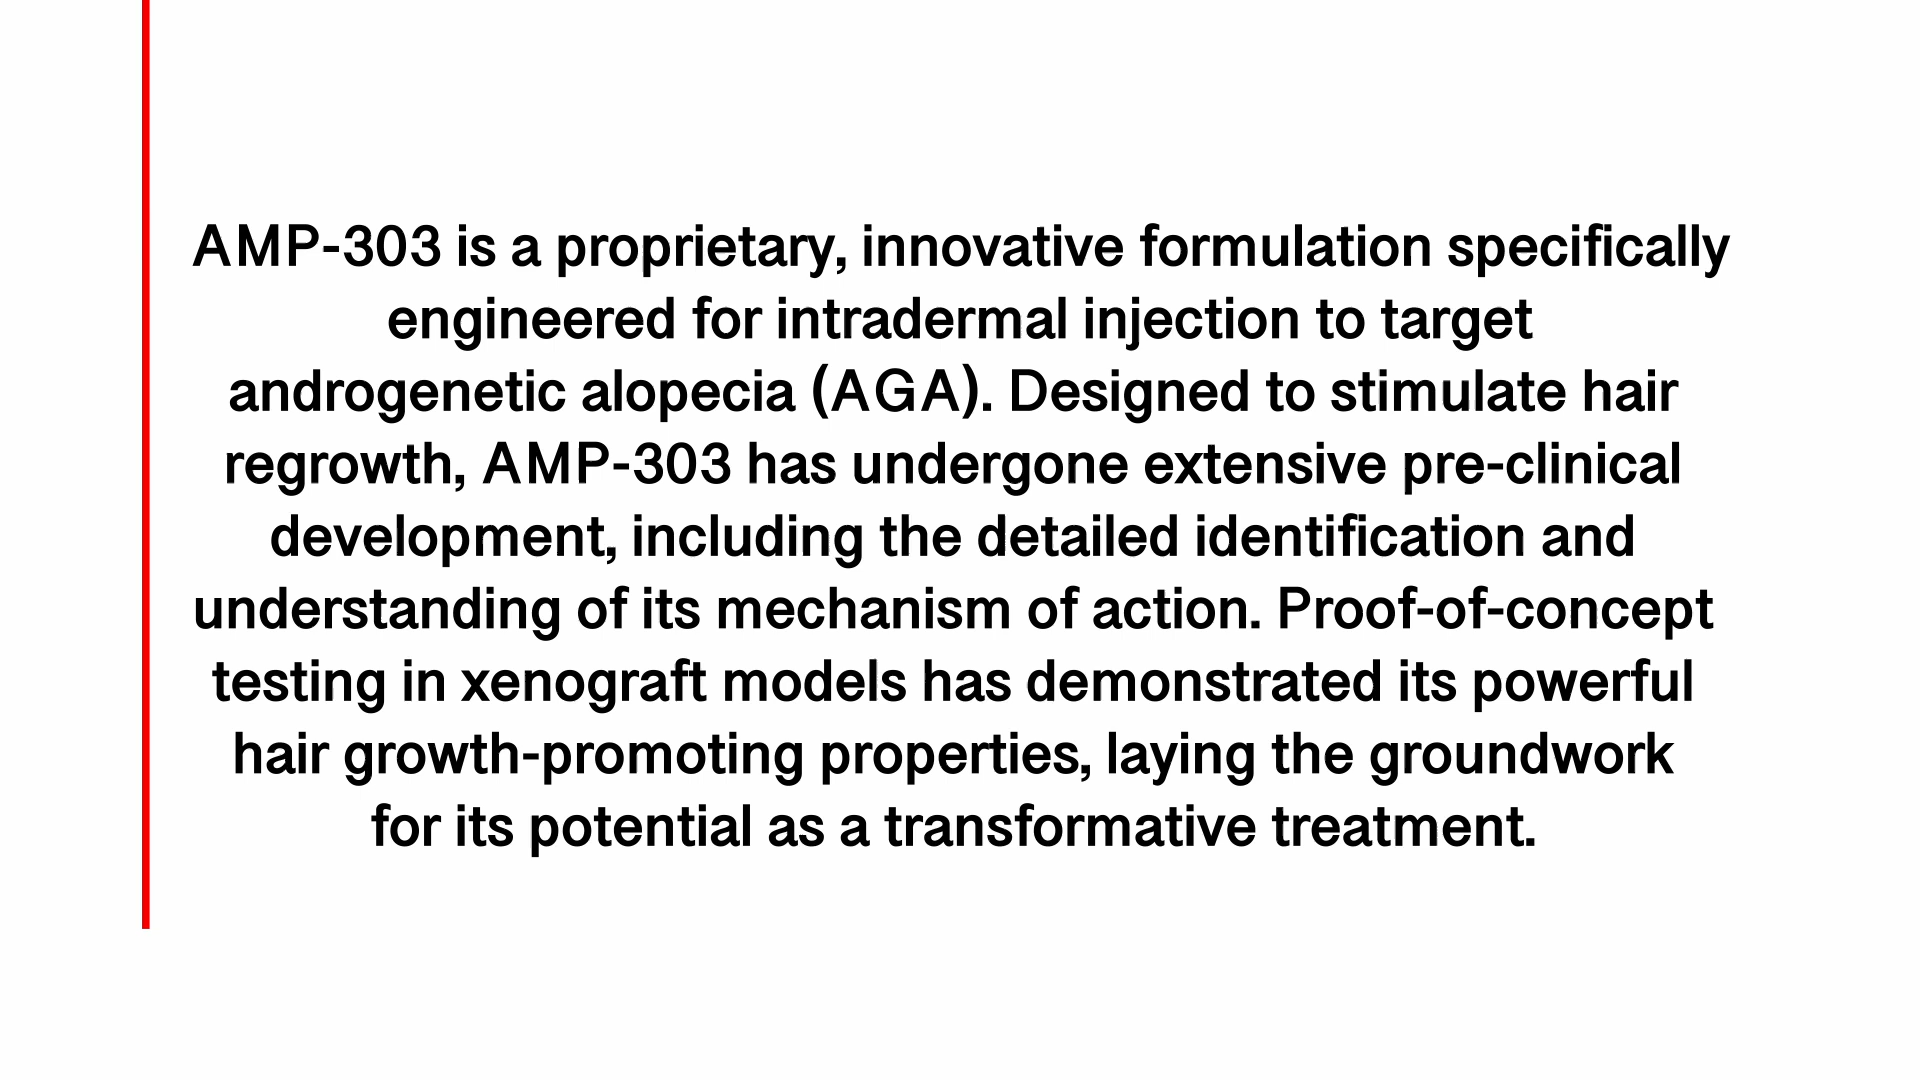 AMP-303 is a proprietary, innovative formulation specifically
engineered for intradermal injection to target
androgenetic alopecia (AGA). Designed to stimulate hair
regrowth, AMP-303 has undergone extensive pre-clinical
development, including the detailed identification and
understanding of its mechanism of action. Proof-of-concept
testing in xenograft models has demonstrated its powerful
hair growth-promoting properties, laying the groundwork
for its potential as a transformative treatment.